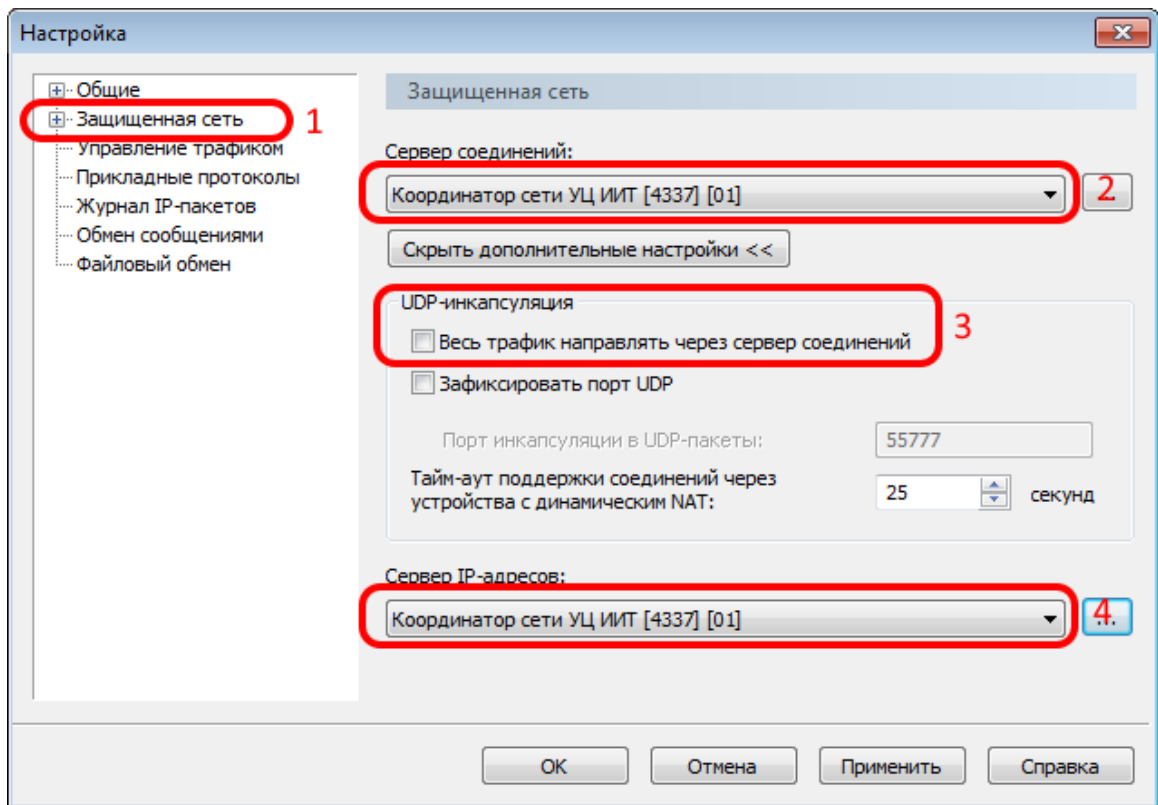 Настройка
Общие
Защищенная сеть
1
Управление трафиком
Прикладные протоколы
Журнал IP-пакетов
Обмен сообщениями
Файловый обмен
Защищенная сеть
Сервер соединений:
Координатор сети УЦ ИИТ [4337] [01]
2
Скрыть дополнительные настройки <<
UDP-инкапсуляция
Весь трафик направлять через сервер соединений
3
Зафиксировать порт UDP
Порт инкапсуляции в UDP-пакеты:
55777
Тайм-аут поддержки соединений через
устройства с динамическим NAT:
25
секунд
Сервер IP-адресов:
Координатор сети УЦ ИИТ [4337] [01]
4
...
OK
Отмена
Применить
Справка